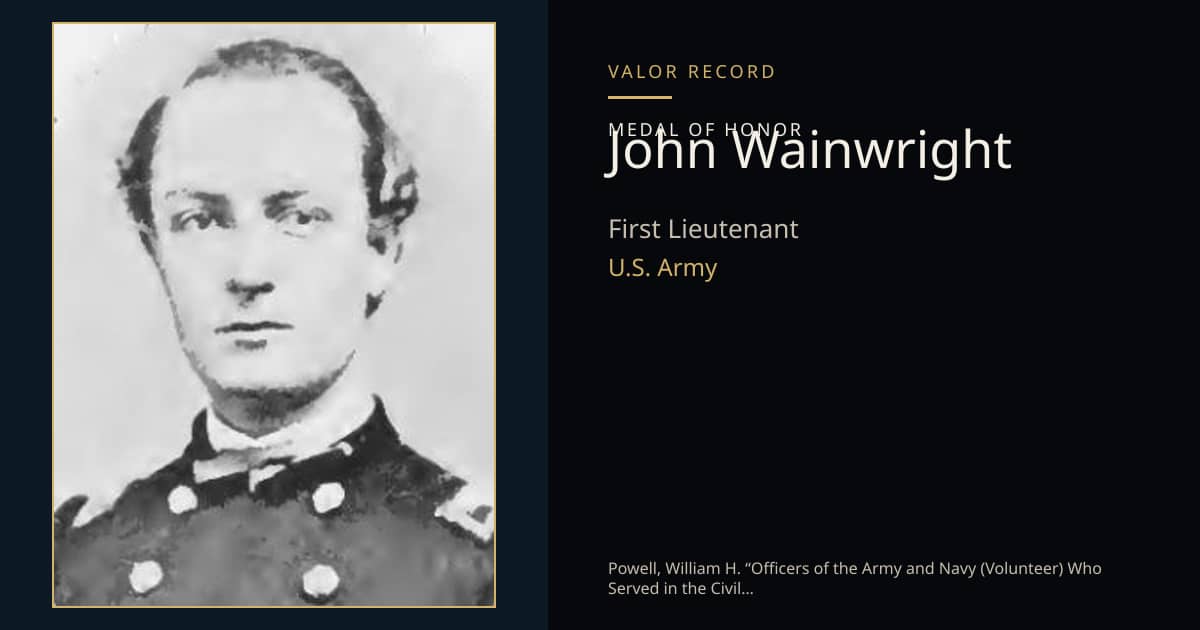 VALOR RECORD
MEDAL OF HONOR
John Wainwright
First Lieutenant
U.S. Army
Powell, William H. “Officers of the Army and Navy (Volunteer) Who
Served in the Civil...